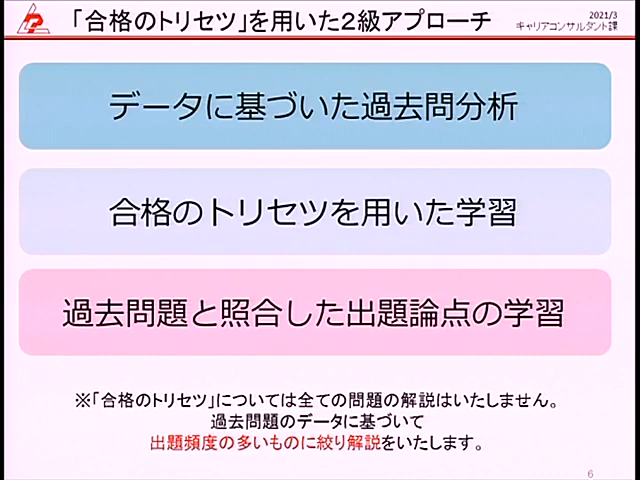 「合格のトリセツ」を用いた２級アプローチ
2021/3
キャリアコンサルタント課
データに基づいた過去問分析
合格のトリセツを用いた学習
過去問題と照合した出題論点の学習
※「合格のトリセツ」については全ての問題の解説はいたしません。
過去問題のデータに基づいて
出題頻度の多いものに絞り解説をいたします。
6